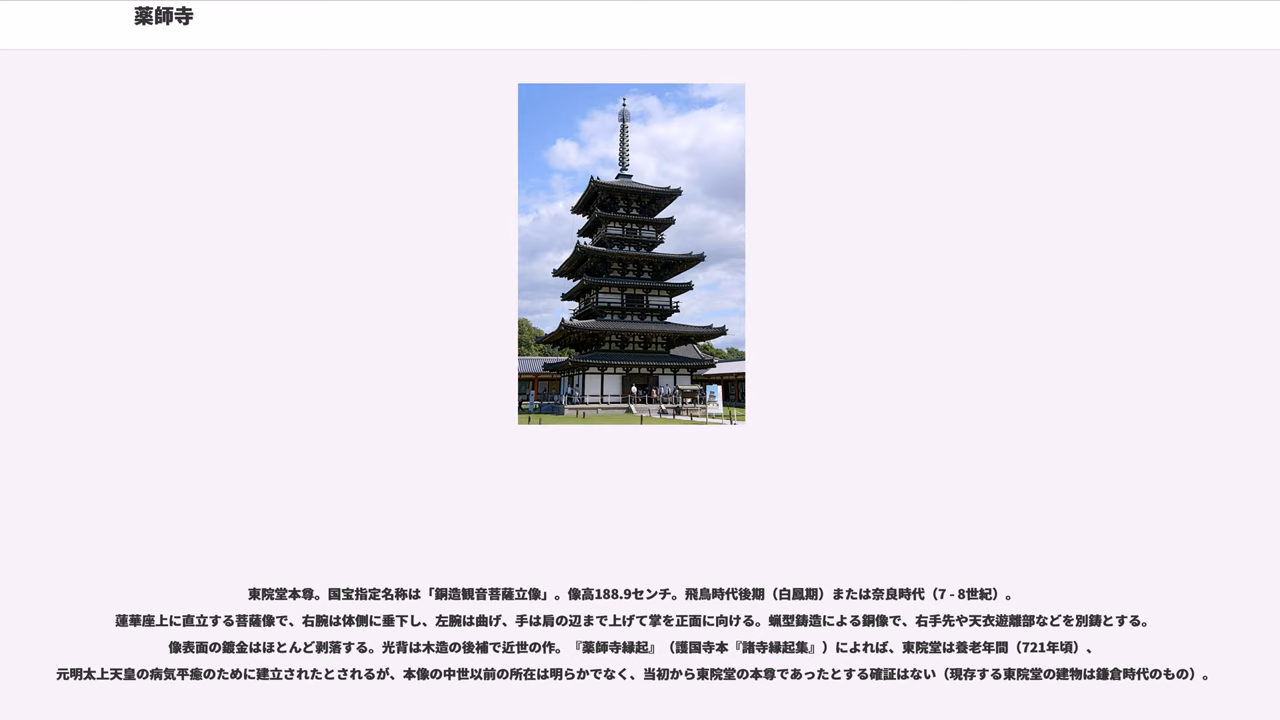 薬師寺
東院堂本尊。国宝指定名称は「銅造観音菩薩立像」。像高188.9センチ。飛鳥時代後期（白鳳期）または奈良時代（7 - 8世紀）。
蓮華座上に直立する菩薩像で、右腕は体側に垂下し、左腕は曲げ、手は肩の辺まで上げて掌を正面に向ける。蝋型鋳造による銅像で、右手先や天衣遊離部などを別鋳とする。
像表面の鍍金はほとんど剥落する。光背は木造の後補で近世の作。『薬師寺縁起』（護国寺本『諸寺縁起集』）によれば、東院堂は養老年間（721年頃）、
元明太上天皇の病気平癒のために建立されたとされるが、本像の中世以前の所在は明らかでなく、当初から東院堂の本尊であったとする確証はない（現存する東院堂の建物は鎌倉時代のもの）。